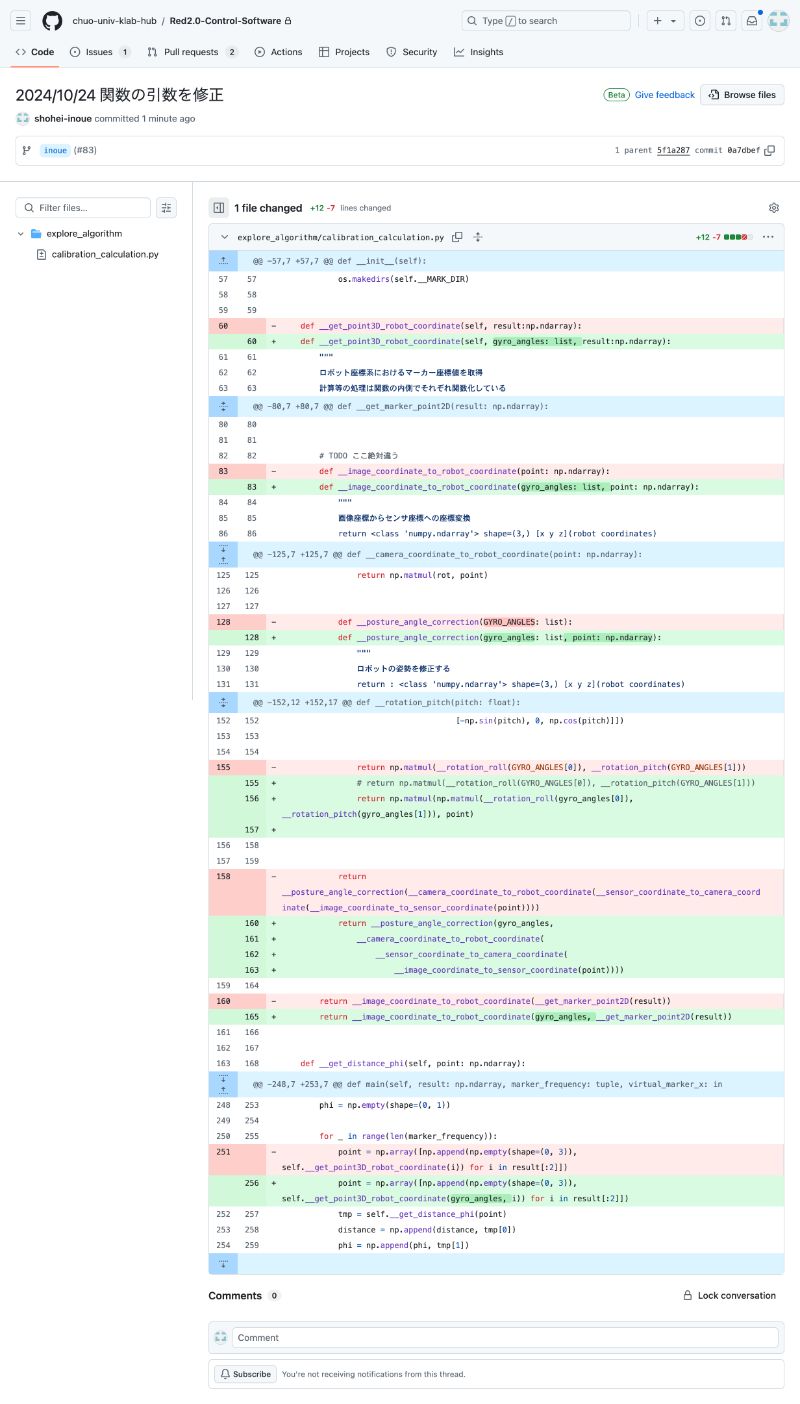 chuo-univ-klab-hub / Red2.0-Control-Software
Type / to search
Code
Issues 1
Pull requests 2
Actions
Projects
Security
Insights
2024/10/24 関数の引数を修正
Beta Give feedback
Browse files
shohei-inoue committed 1 minute ago
inoue (#83)
1 parent 5f1a287 commit 0a7dbef
Filter files...
explore_algorithm
calibration_calculation.py
1 file changed +12 -7 lines changed
explore_algorithm/calibration_calculation.py
+12 -7
@@ -57,7 +57,7 @@ def __init__(self):
57 57 os.makedirs(self.__MARK_DIR)
58 58
59 59
60 - def __get_point3D_robot_coordinate(self, result:np.ndarray):
60 + def __get_point3D_robot_coordinate(self, gyro_angles: list, result:np.ndarray):
61 61 """
62 62 ロボット座標系におけるマーカー座標値を取得
63 63 計算等の処理は関数の内側でそれぞれ関数化している
@@ -80,7 +80,7 @@ def __get_marker_point2D(result: np.ndarray):
80 80
81 81
82 82 # TODO ここ絶対違う
83 - def __image_coordinate_to_robot_coordinate(point: np.ndarray):
83 + def __image_coordinate_to_robot_coordinate(gyro_angles: list, point: np.ndarray):
84 84 """
85 85 画像座標からセンサ座標への座標変換
86 86 return <class 'numpy.ndarray'> shape=(3,) [x y z](robot coordinates)
@@ -125,7 +125,7 @@ def __camera_coordinate_to_robot_coordinate(point: np.ndarray):
125 125 return np.matmul(rot, point)
126 126
127 127
128 - def __posture_angle_correction(GYRO_ANGLES: list):
128 + def __posture_angle_correction(gyro_angles: list, point: np.ndarray):
129 129 """
130 130 ロボットの姿勢を修正する
131 131 return : <class 'numpy.ndarray'> shape=(3,) [x y z](robot coordinates)
@@ -152,12 +152,17 @@ def __rotation_pitch(pitch: float):
152 152 [-np.sin(pitch), 0, np.cos(pitch)]])
153 153
154 154
155 - return np.matmul(__rotation_roll(GYRO_ANGLES[0]), __rotation_pitch(GYRO_ANGLES[1]))
155 + # return np.matmul(__rotation_roll(GYRO_ANGLES[0]), __rotation_pitch(GYRO_ANGLES[1]))
156 + return np.matmul(np.matmul(__rotation_roll(gyro_angles[0]),
__rotation_pitch(gyro_angles[1])), point)
157 +
156 158
157 159
158 - return
__posture_angle_correction(__camera_coordinate_to_robot_coordinate(__sensor_coordinate_to_camera_coord
inate(__image_coordinate_to_sensor_coordinate(point))))
160 + return __posture_angle_correction(gyro_angles,
161 + __camera_coordinate_to_robot_coordinate(
162 + __sensor_coordinate_to_camera_coordinate(
163 + __image_coordinate_to_sensor_coordinate(point))))
159 164
160 - return __image_coordinate_to_robot_coordinate(__get_marker_point2D(result))
165 + return __image_coordinate_to_robot_coordinate(gyro_angles, __get_marker_point2D(result))
161 166
162 167
163 168 def __get_distance_phi(self, point: np.ndarray):
@@ -248,7 +253,7 @@ def main(self, result: np.ndarray, marker_frequency: tuple, virtual_marker_x: in
248 253 phi = np.empty(shape=(0, 1))
249 254
250 255 for _ in range(len(marker_frequency)):
251 - point = np.array([np.append(np.empty(shape=(0, 3)),
self.__get_point3D_robot_coordinate(i)) for i in result[:2]])
256 + point = np.array([np.append(np.empty(shape=(0, 3)),
self.__get_point3D_robot_coordinate(gyro_angles, i)) for i in result[:2]])
252 257 tmp = self.__get_distance_phi(point)
253 258 distance = np.append(distance, tmp[0])
254 259 phi = np.append(phi, tmp[1])
Comments 0
Lock conversation
Comment
Subscribe
You're not receiving notifications from this thread.